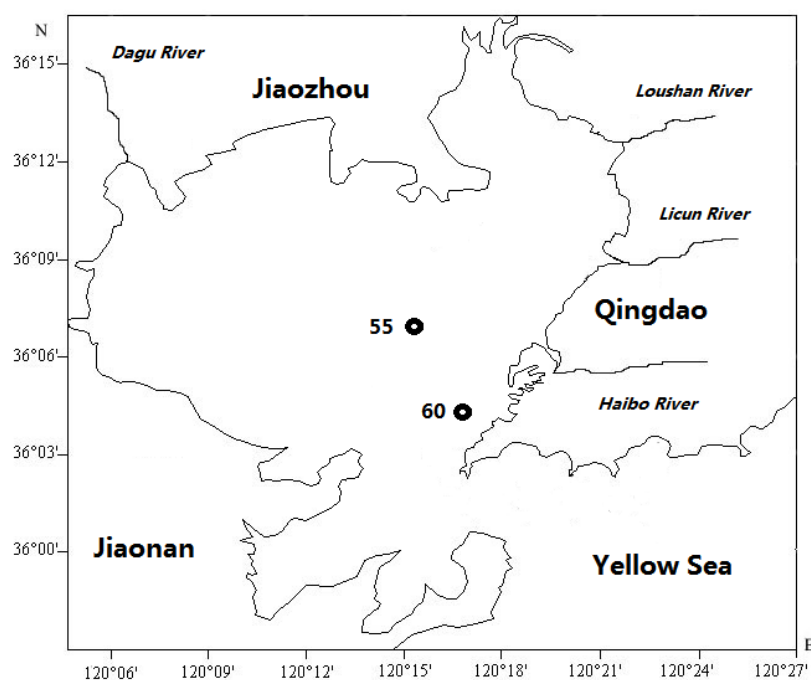 N
36°15'
Dagu River
Jiaozhou
Loushan River
36°12'
Licun River
36°09'
55
Qingdao
36°06'
60
Haibo River
36°03'
36°00'
Jiaonan
Yellow Sea
E
120°06'
120°09'
120°12'
120°15'
120°18'
120°21'
120°24'
120°27'